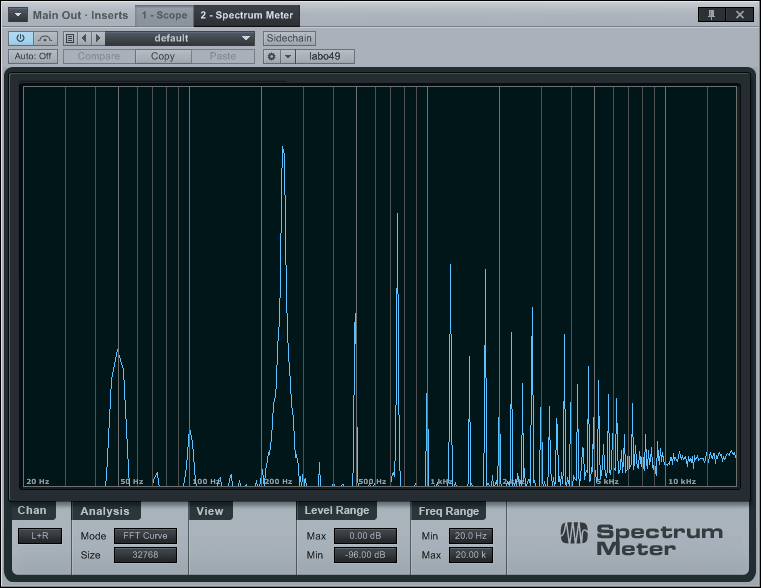 Main Out · Inserts 1 - Scope 2 - Spectrum Meter
default Sidechain
Auto: Off Compare Copy Paste labo49
20 Hz 50 Hz 100 Hz 200 Hz 500 Hz 1 kHz 2 kHz 5 kHz 10 kHz
Chan Analysis View Level Range Freq Range
L+R Mode FFT Curve Max 0.00 dB Min 20.0 Hz
Size 32768 Min -96.00 dB Max 20.00 k
Spectrum
Meter